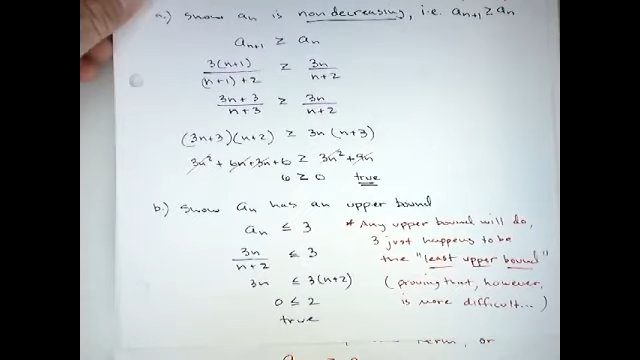 a.) Show an is nondecreasing, i.e. an+1 ≥ an
an+1 ≥ an
3(n+1)/(n+1)+2 ≥ 3n/n+2
3n+3/n+3 ≥ 3n/n+2
(3n+3)(n+2) ≥ 3n(n+3)
3n² + 6n + 3n + 6 ≥ 3n² + 9n
6 ≥ 0 true
b.) Show an has an upper bound
an ≤ 3
3n/n+2 ≤ 3
3n ≤ 3(n+2)
0 ≤ 2
true
* Any upper bound will do,
3 just happens to be
the "least upper bound"
(proving that, however,
is more difficult...)
term, or